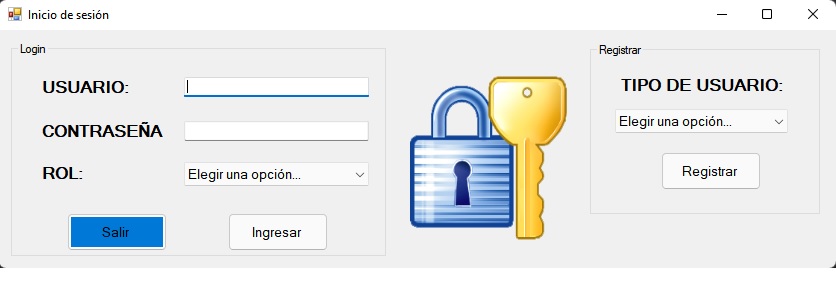 Inicio de sesión
Login
USUARIO:
CONTRASEÑA
ROL:
Elegir una opción...
Salir
Ingresar
Registrar
TIPO DE USUARIO:
Elegir una opción...
Registrar